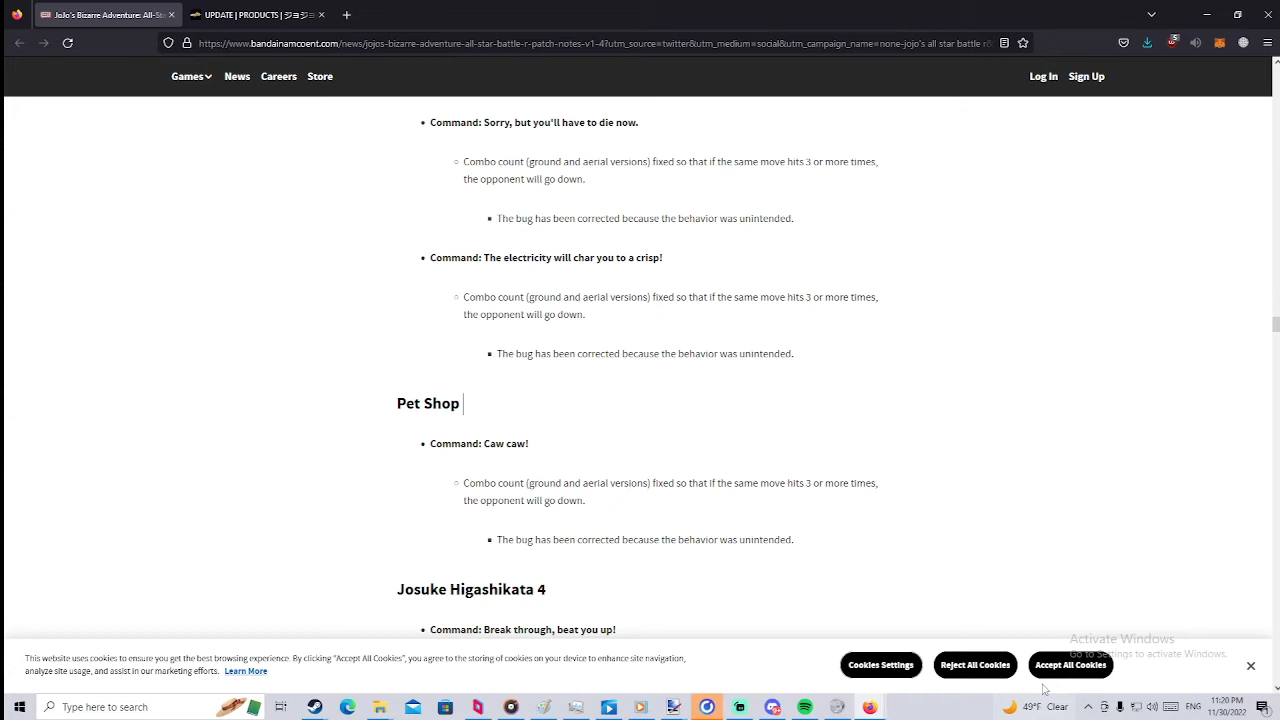 JoJo's Bizarre Adventure: All-Sta
UPDATE | PRODUCTS | ジョジョ
https://www.bandainamcoent.com/news/jojos-bizarre-adventure-all-star-battle-r-patch-notes-v1-4?utm_source=twitter&utm_medium=social&utm_campaign_name=none-jojo's all star battle r
Games News Careers Store Log In Sign Up
• Command: Sorry, but you'll have to die now.
Combo count (ground and aerial versions) fixed so that if the same move hits 3 or more times,
the opponent will go down.
The bug has been corrected because the behavior was unintended.
• Command: The electricity will char you to a crisp!
Combo count (ground and aerial versions) fixed so that if the same move hits 3 or more times,
the opponent will go down.
The bug has been corrected because the behavior was unintended.
Pet Shop
• Command: Caw caw!
Combo count (ground and aerial versions) fixed so that if the same move hits 3 or more times,
the opponent will go down.
The bug has been corrected because the behavior was unintended.
Josuke Higashikata 4
• Command: Break through, beat you up!
This website uses cookies to ensure you get the best browsing experience. By clicking "Accept All Cookies", you agree to the storing of cookies on your device to enhance site navigation,
analyze site usage, and assist in our marketing efforts. Learn More
Cookies Settings
Reject All Cookies
Accept All Cookies
Activate Windows
Go to Settings to activate Windows.
Type here to search
49°F Clear
ENG
11:20 PM
11/30/2022